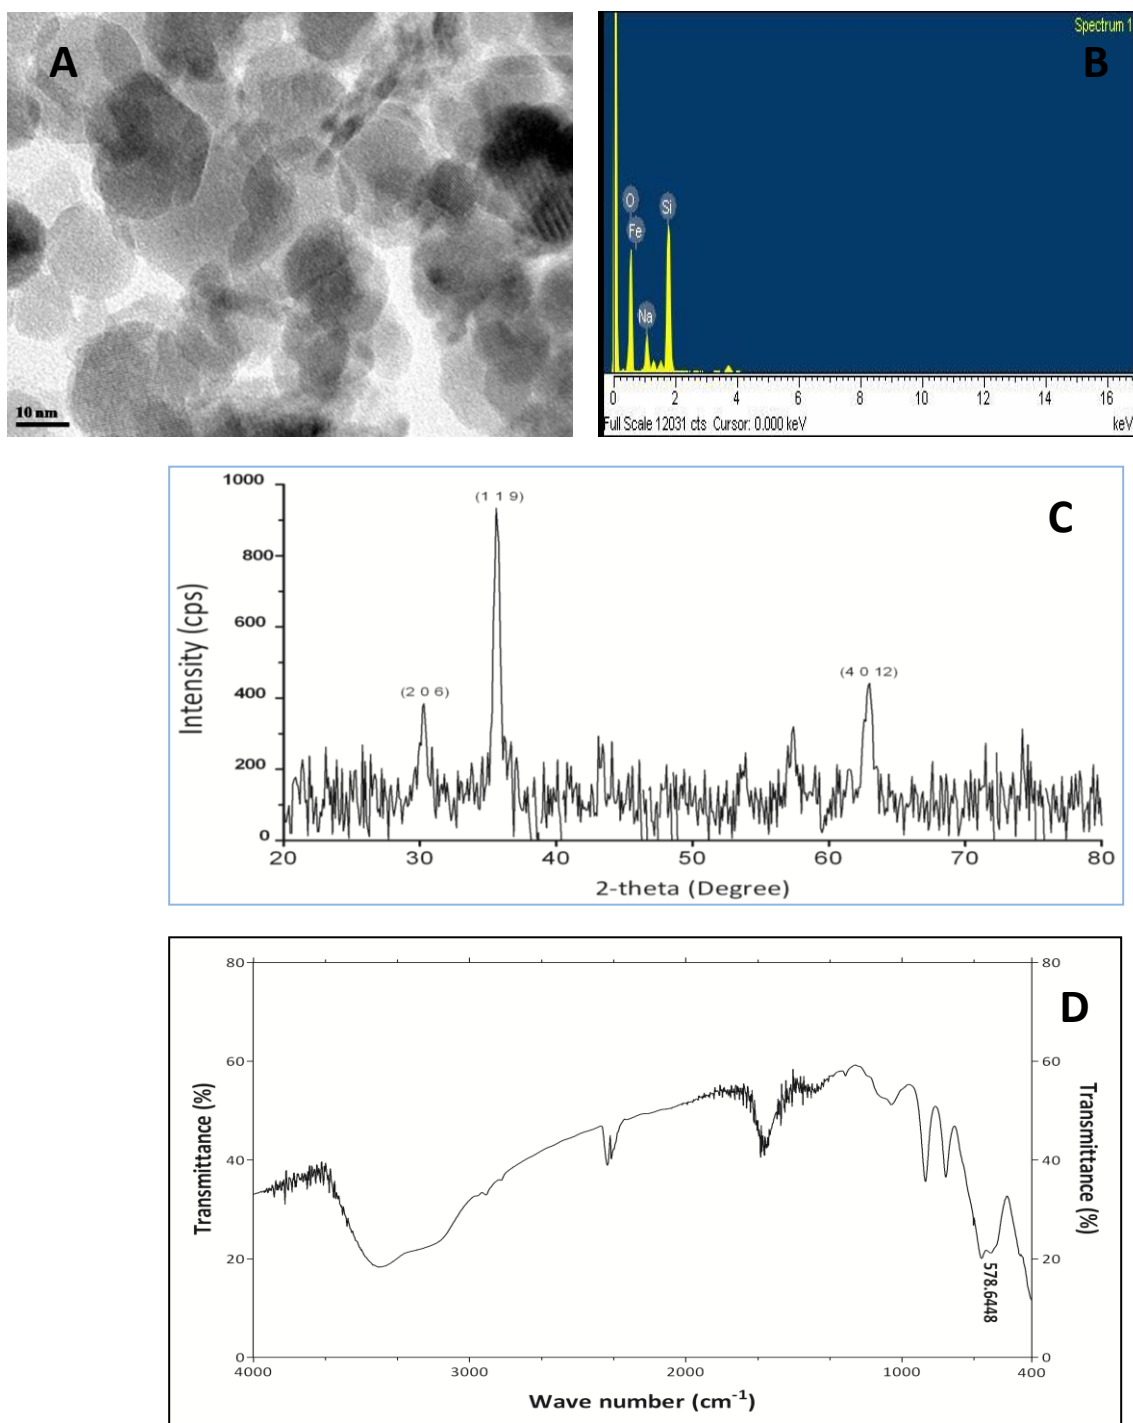 A
10 nm
Spectrum 1
B
O
Fe
Si
Na
0 2 4 6 8 10 12 14 16
Full Scale 12031 cts Cursor: 0.000 keV
keV
C
Intensity (cps)
1000
800
600
400
200
0
(1 1 9)
(2 0 6)
(4 0 12)
20 30 40 50 60 70 80
2-theta (Degree)
D
Transmittance (%)
80
60
40
20
0
578.6448
80
60
40
20
0
Transmittance (%)
4000 3000 2000 1000 400
Wave number (cm⁻¹)